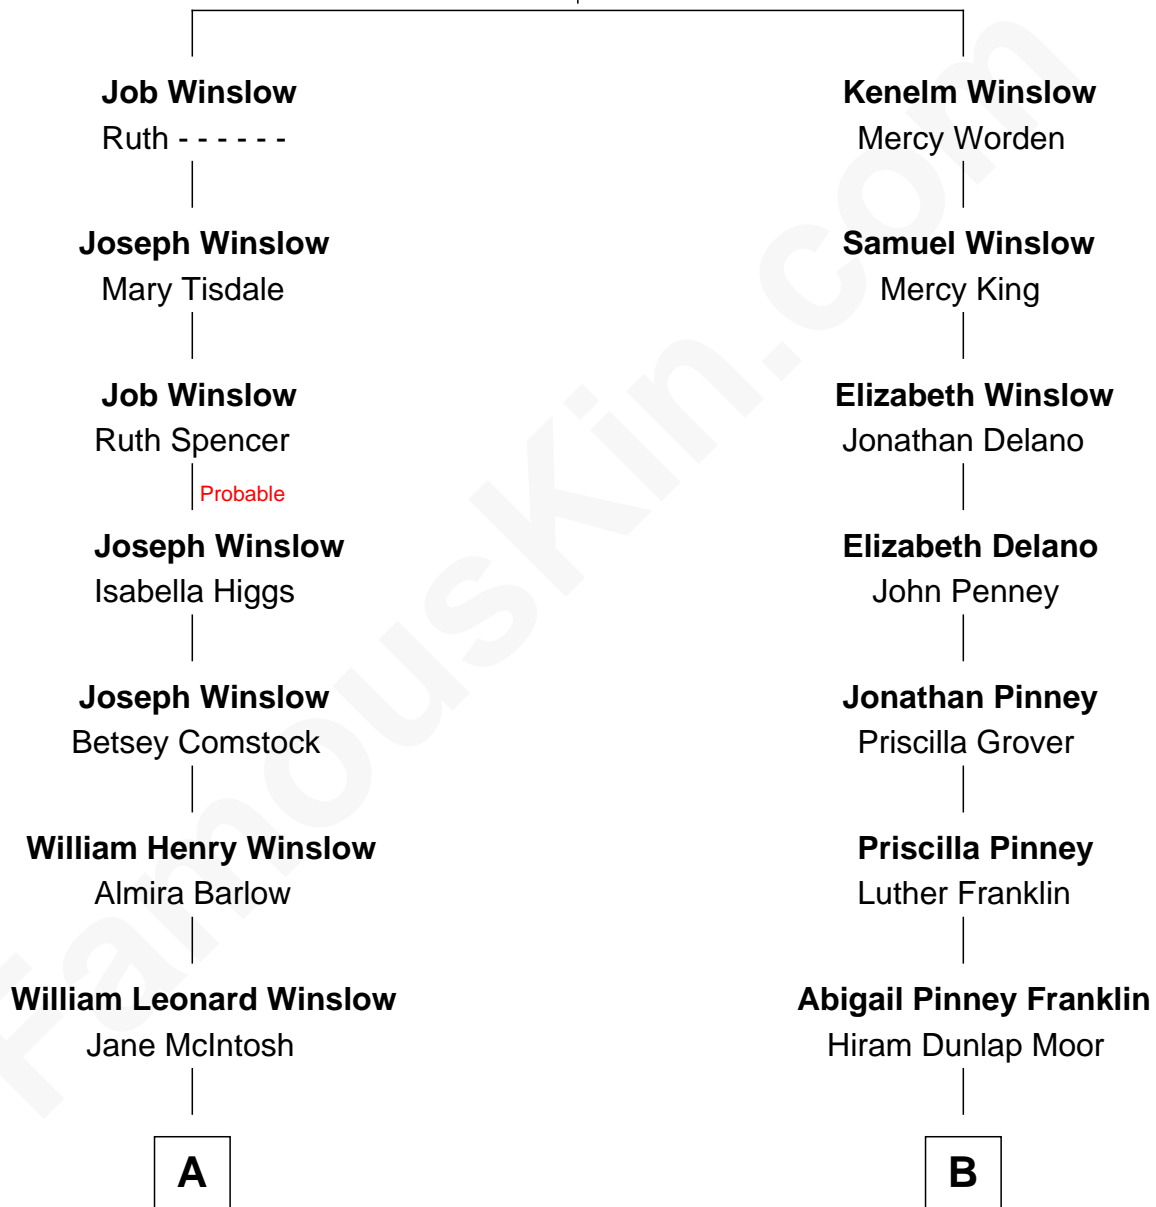 Job Winslow
Ruth - - - - - -
Kenelm Winslow
Mercy Worden
Joseph Winslow
Mary Tisdale
Samuel Winslow
Mercy King
Job Winslow
Ruth Spencer
Elizabeth Winslow
Jonathan Delano
Probable
Joseph Winslow
Isabella Higgs
Elizabeth Delano
John Penney
Joseph Winslow
Betsey Comstock
Jonathan Pinney
Priscilla Grover
William Henry Winslow
Almira Barlow
Priscilla Pinney
Luther Franklin
William Leonard Winslow
Jane McIntosh
Abigail Pinney Franklin
Hiram Dunlap Moor
A
B
FamousKin.com